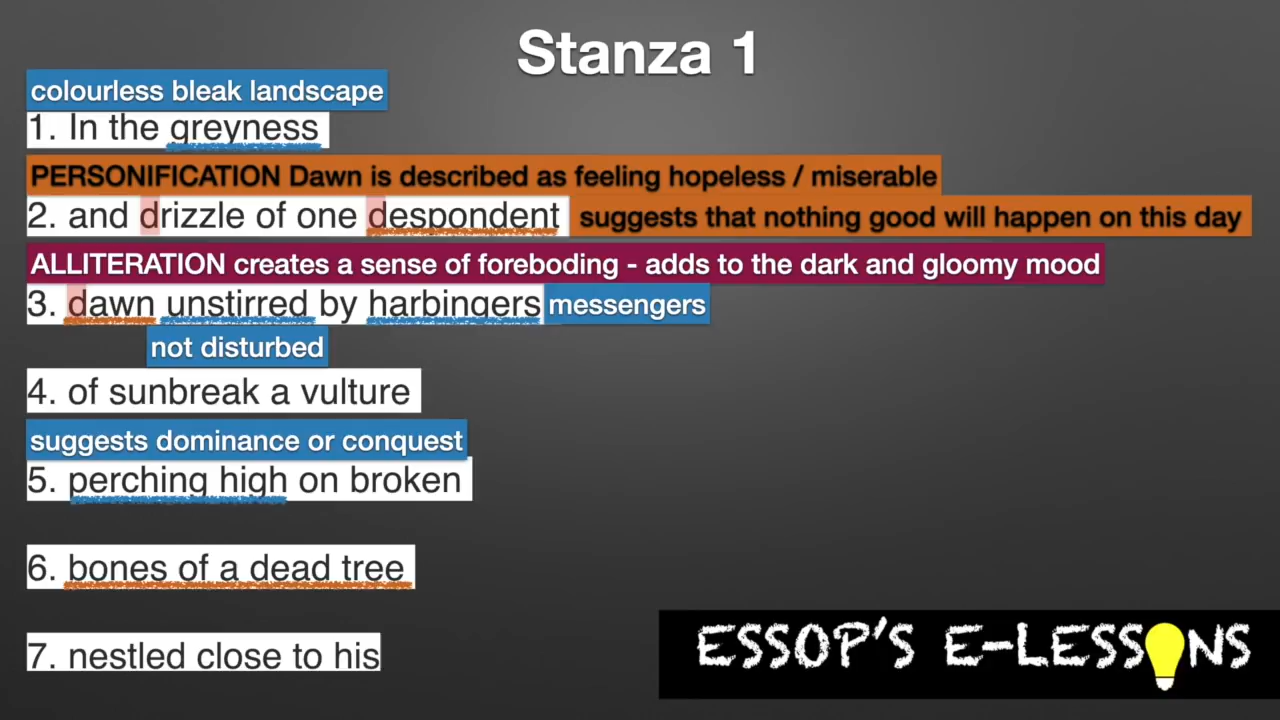 Stanza 1
colourless bleak landscape
1. In the greyness
PERSONIFICATION Dawn is described as feeling hopeless / miserable
2. and drizzle of one despondent suggests that nothing good will happen on this day
ALLITERATION creates a sense of foreboding - adds to the dark and gloomy mood
3. dawn unstirred by harbingers messengers
not disturbed
4. of sunbreak a vulture
suggests dominance or conquest
5. perching high on broken
6. bones of a dead tree
7. nestled close to his
ESSOP'S E-LESSONS